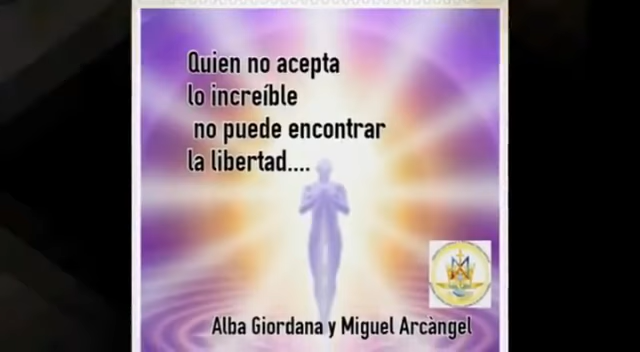 Quien no acepta
lo increíble
no puede encontrar
la libertad....
Alba Giordana y Miguel Arcàngel